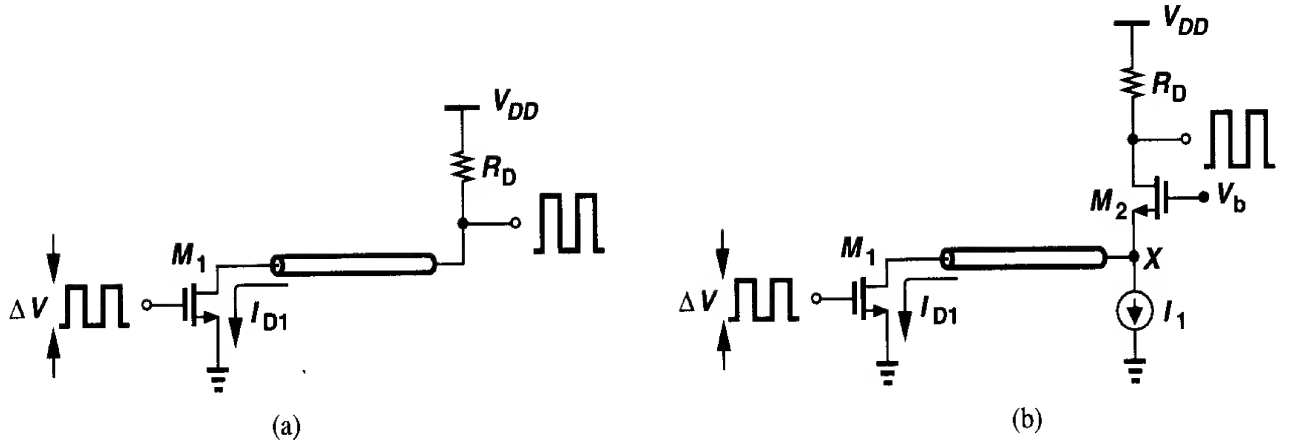 V_DD
R_D
M_1
ΔV
I_D1
(a)
V_DD
R_D
M_2
V_b
M_1
X
ΔV
I_D1
I_1
(b)